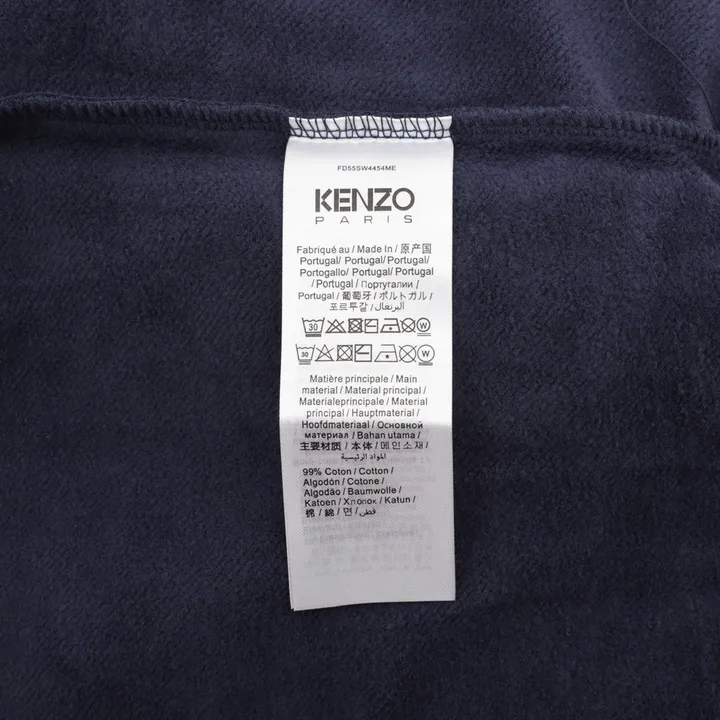 FD55SW4454ME
KENZO
PARIS
Fabriqué au / Made In / 原产国
Portugal/ Portugal/ Portugal/
Portogallo/ Portugal/ Portugal
/ Portugal / Португалии /
Portugal / 葡萄牙 / ポルトガル /
포르투갈 / البرتغال
30 W
30 W
Matière principale / Main
material / Material principal /
Materialeprincipale / Material
principal / Hauptmaterial /
Hoofdmateriaal / Основной
материал / Bahan utama /
主要材质 / 本体 / 메인소재 /
المواد الرئيسية
99% Coton / Cotton /
Algodón / Cotone /
Algodão / Baumwolle /
Katoen / Хлопок / Katun /
棉 / 綿 / 면 / قطن